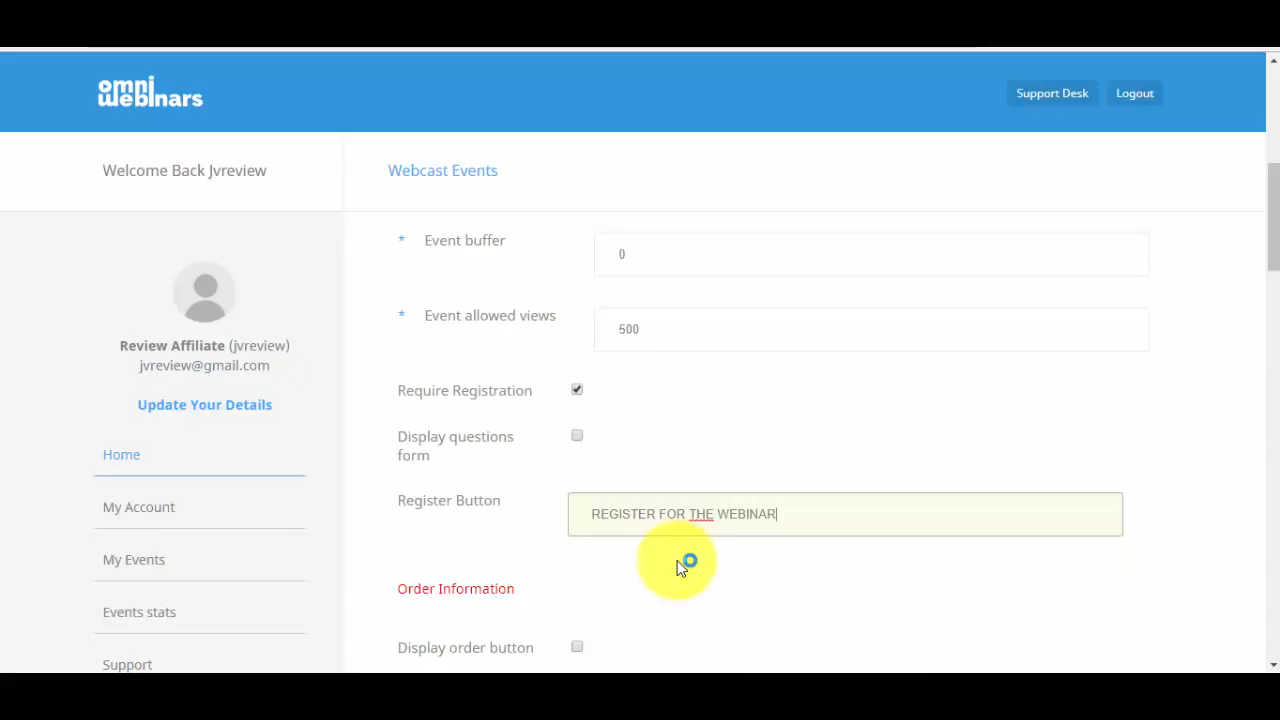 omni
webinars
Support Desk
Logout
Welcome Back Jvreview
Webcast Events
* Event buffer
0
* Event allowed views
500
Review Affiliate (jvreview)
jvreview@gmail.com
Update Your Details
Home
My Account
My Events
Events stats
Support
Require Registration
Display questions
form
Register Button
REGISTER FOR THE WEBINAR
Order Information
Display order button